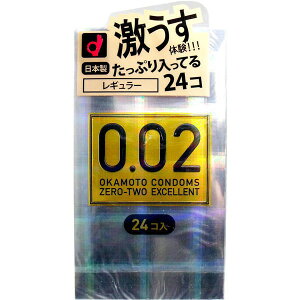 激うす
体験!!!
日本製
たっぷり入ってる
レギュラー
24コ
0.02
OKAMOTO CONDOMS
ZERO-TWO EXCELLENT
24コ入